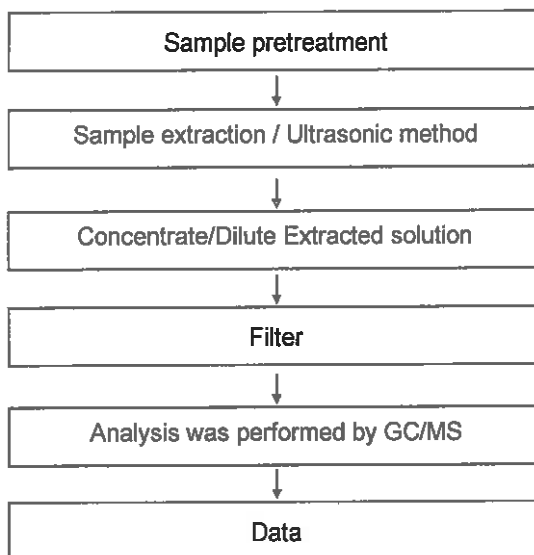 Sample pretreatment
Sample extraction / Ultrasonic method
Concentrate/Dilute Extracted solution
Filter
Analysis was performed by GC/MS
Data